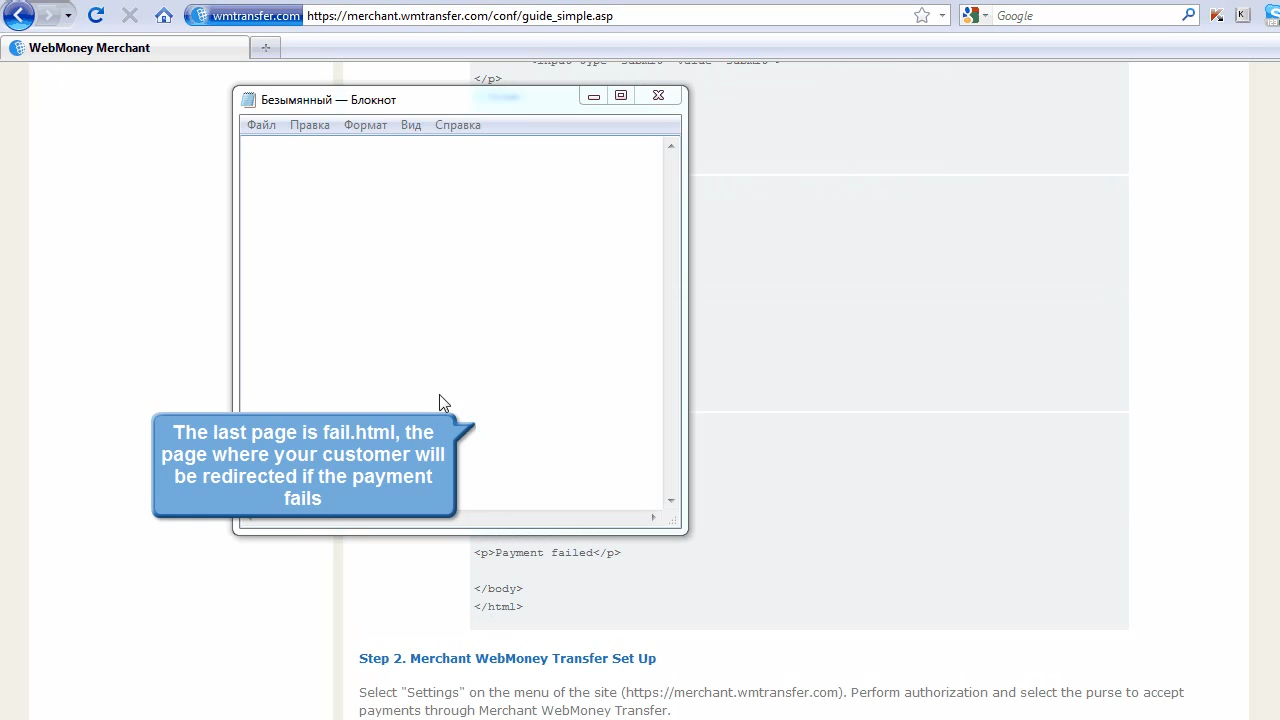 wmtransfer.com https://merchant.wmtransfer.com/conf/guide_simple.asp
Google
WebMoney Merchant
</p>
Безымянный — Блокнот
Файл Правка Формат Вид Справка
The last page is fail.html, the
page where your customer will
be redirected if the payment
fails
<p>Payment failed</p>
</body>
</html>
Step 2. Merchant WebMoney Transfer Set Up
Select "Settings" on the menu of the site (https://merchant.wmtransfer.com). Perform authorization and select the purse to accept
payments through Merchant WebMoney Transfer.